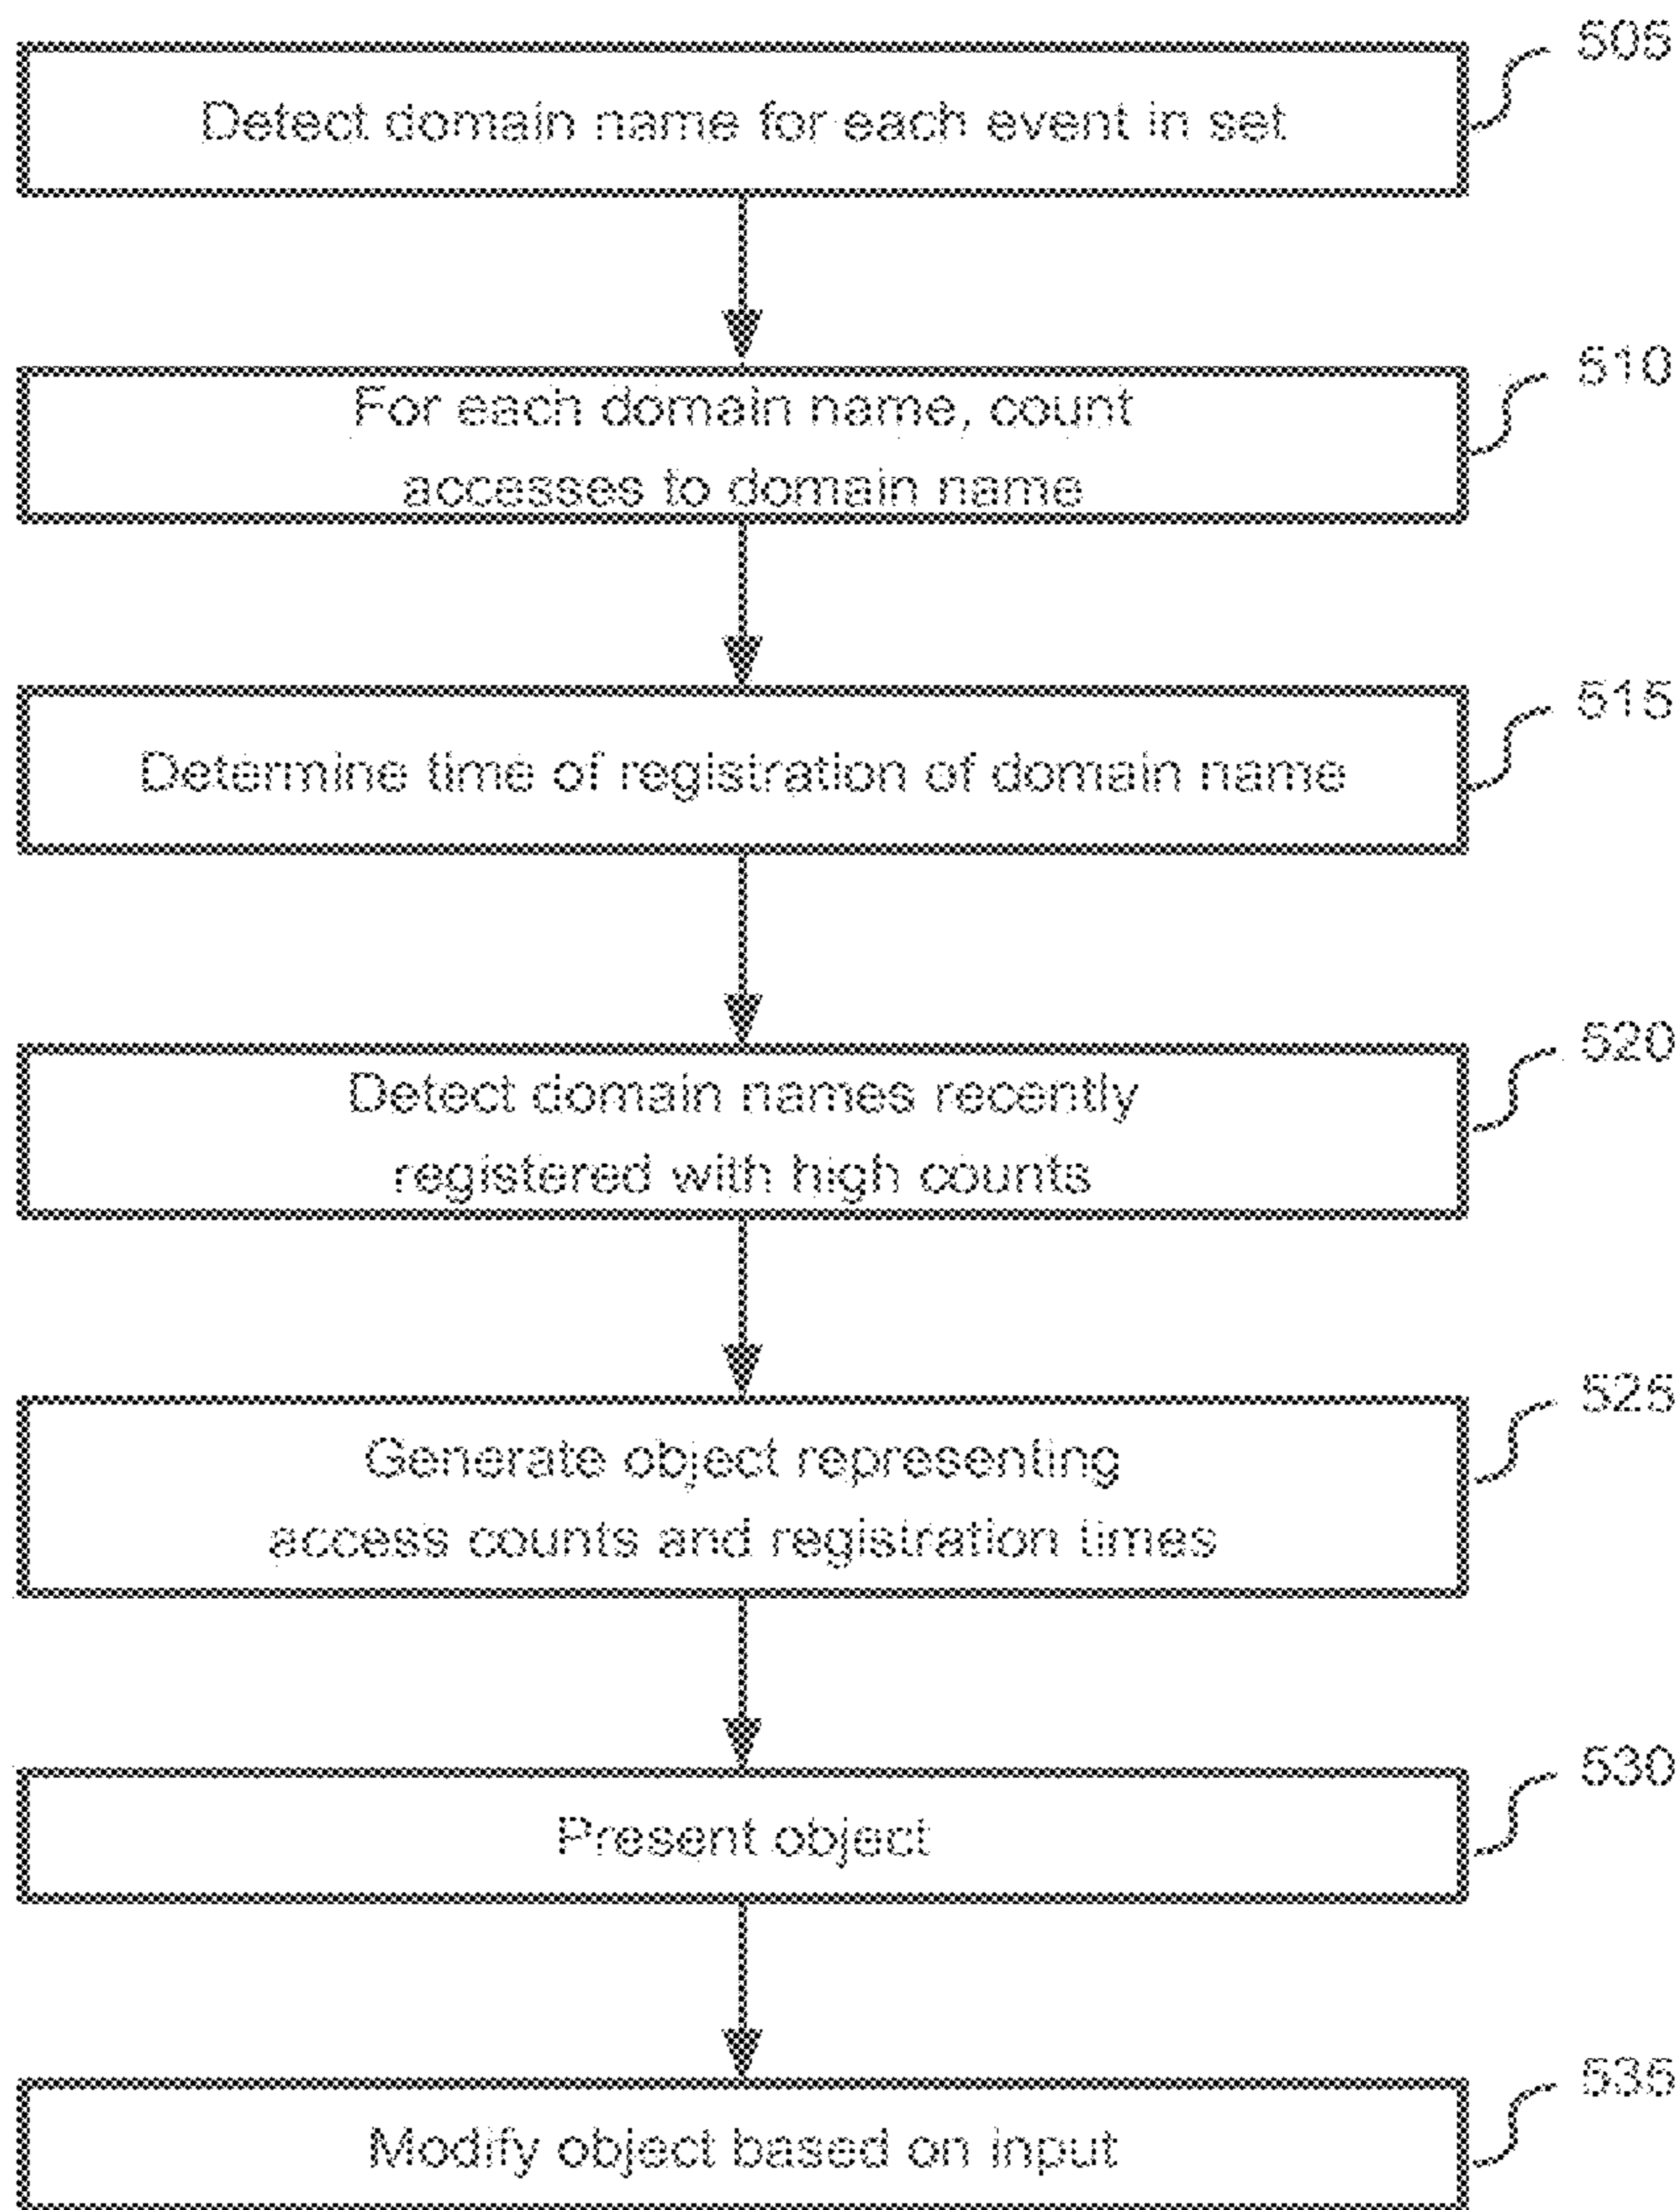 505
Detect domain name for each event in set
510
For each domain name, count
accesses to domain name
515
Determine time of registration of domain name
520
Detect domain names recently
registered with high counts
525
Generate object representing
access counts and registration times
530
Present object
535
Modify object based on input